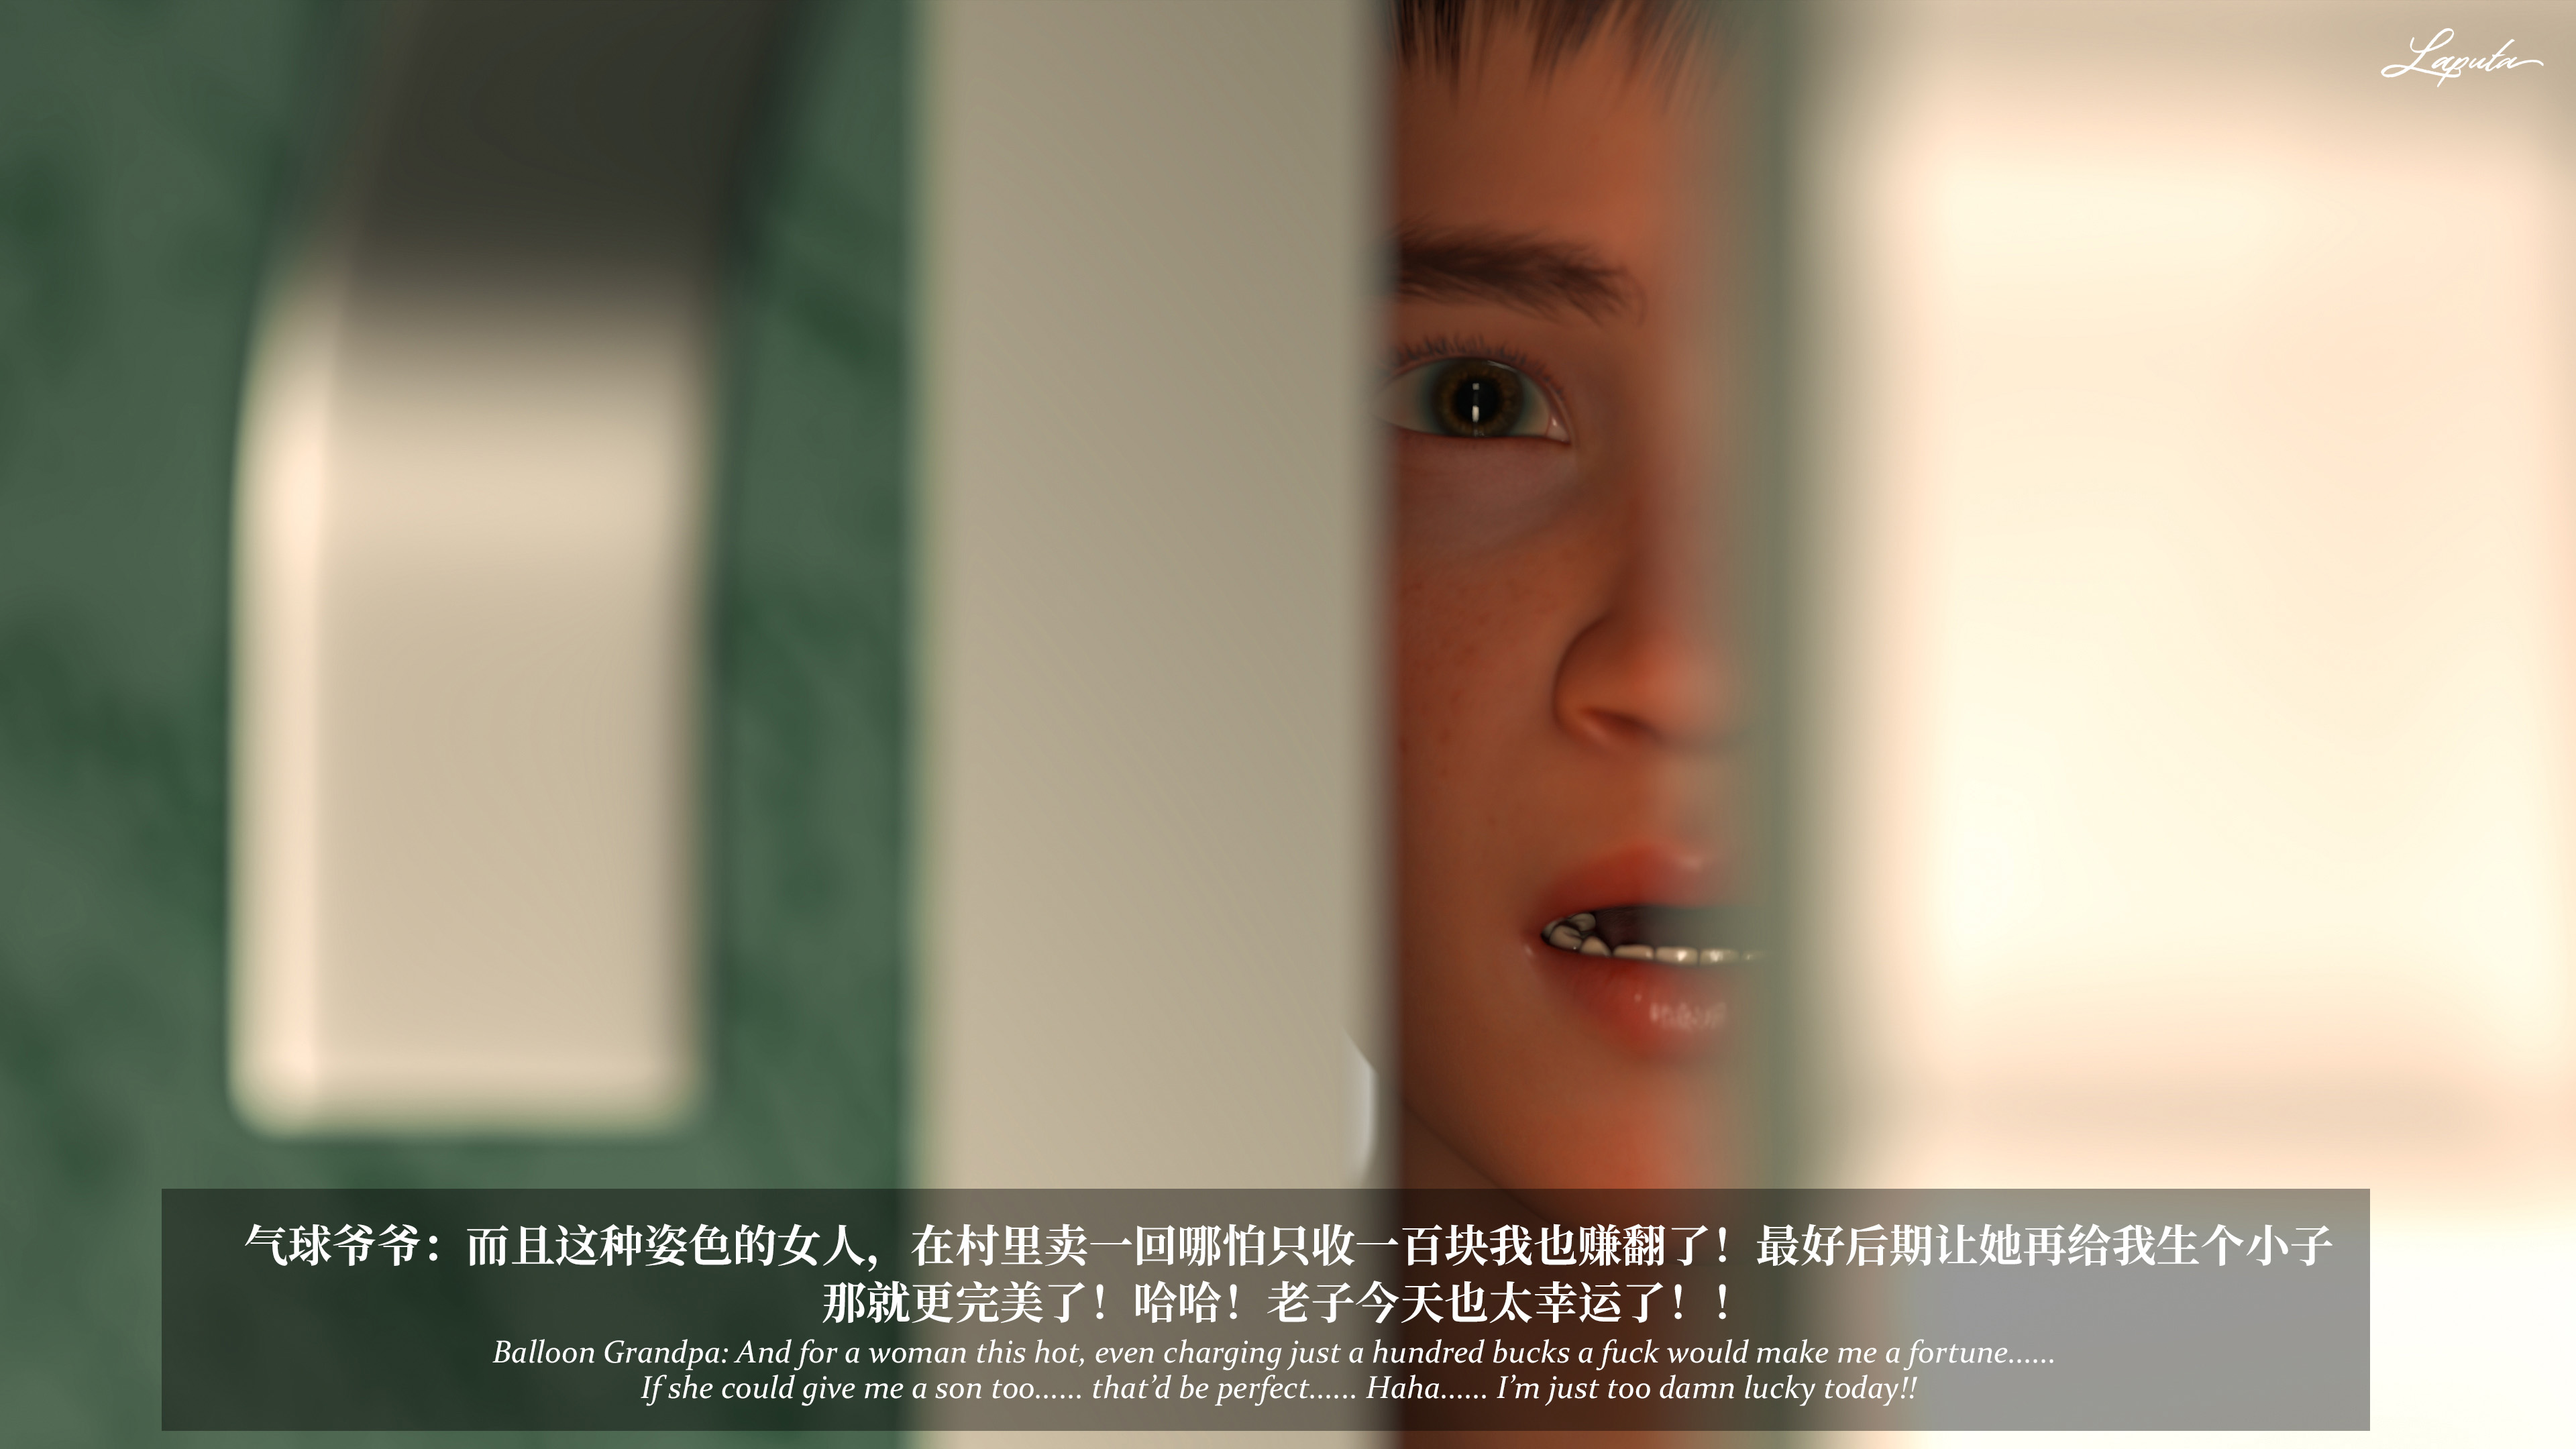 Laputa
气球爷爷：而且这种姿色的女人，在村里卖一回哪怕只收一百块我也赚翻了！最好后期让她再给我生个小子
那就更完美了！哈哈！老子今天也太幸运了！！
Balloon Grandpa: And for a woman this hot, even charging just a hundred bucks a fuck would make me a fortune......
If she could give me a son too...... that’d be perfect...... Haha...... I’m just too damn lucky today!!